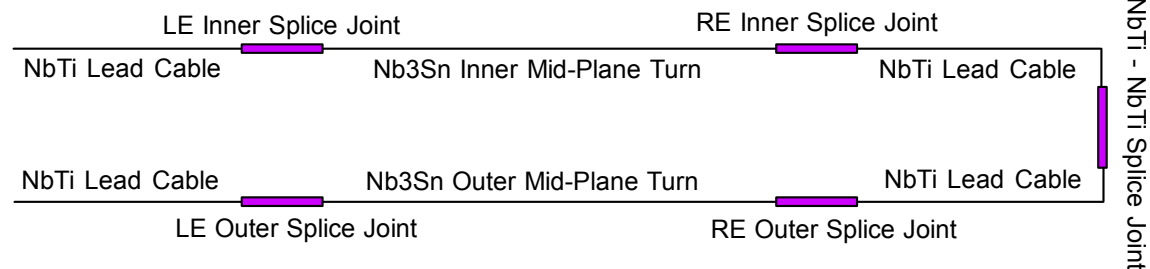 LE Inner Splice Joint
RE Inner Splice Joint
NbTi Lead Cable
Nb3Sn Inner Mid-Plane Turn
NbTi Lead Cable
NbTi - NbTi Splice Joint
NbTi Lead Cable
Nb3Sn Outer Mid-Plane Turn
NbTi Lead Cable
LE Outer Splice Joint
RE Outer Splice Joint